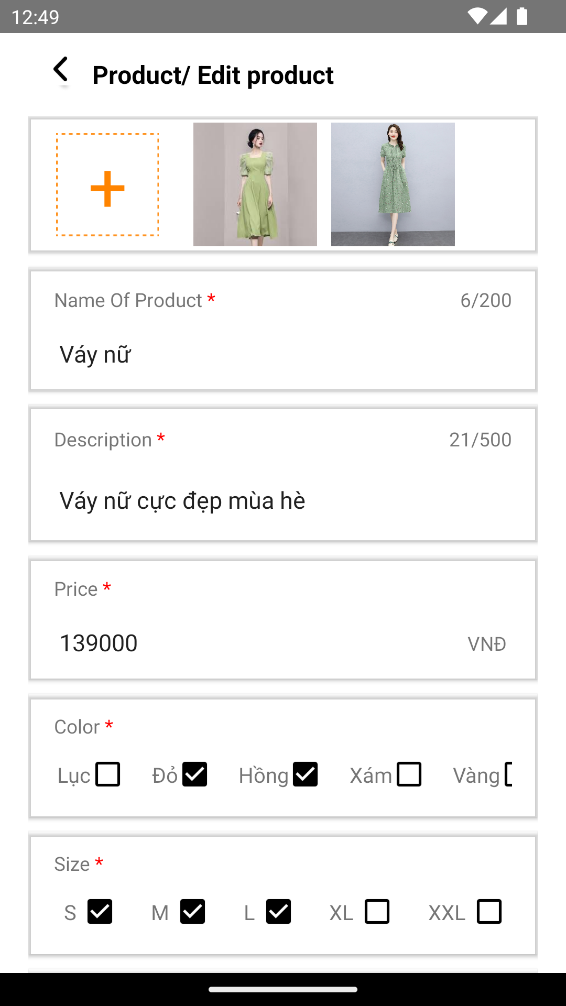 12:49
Product/ Edit product
Name Of Product * 6/200
Váy nữ
Description * 21/500
Váy nữ cực đẹp mùa hè
Price *
139000 VNĐ
Color *
Lục Đỏ Hồng Xám Vàng
Size *
S M L XL XXL